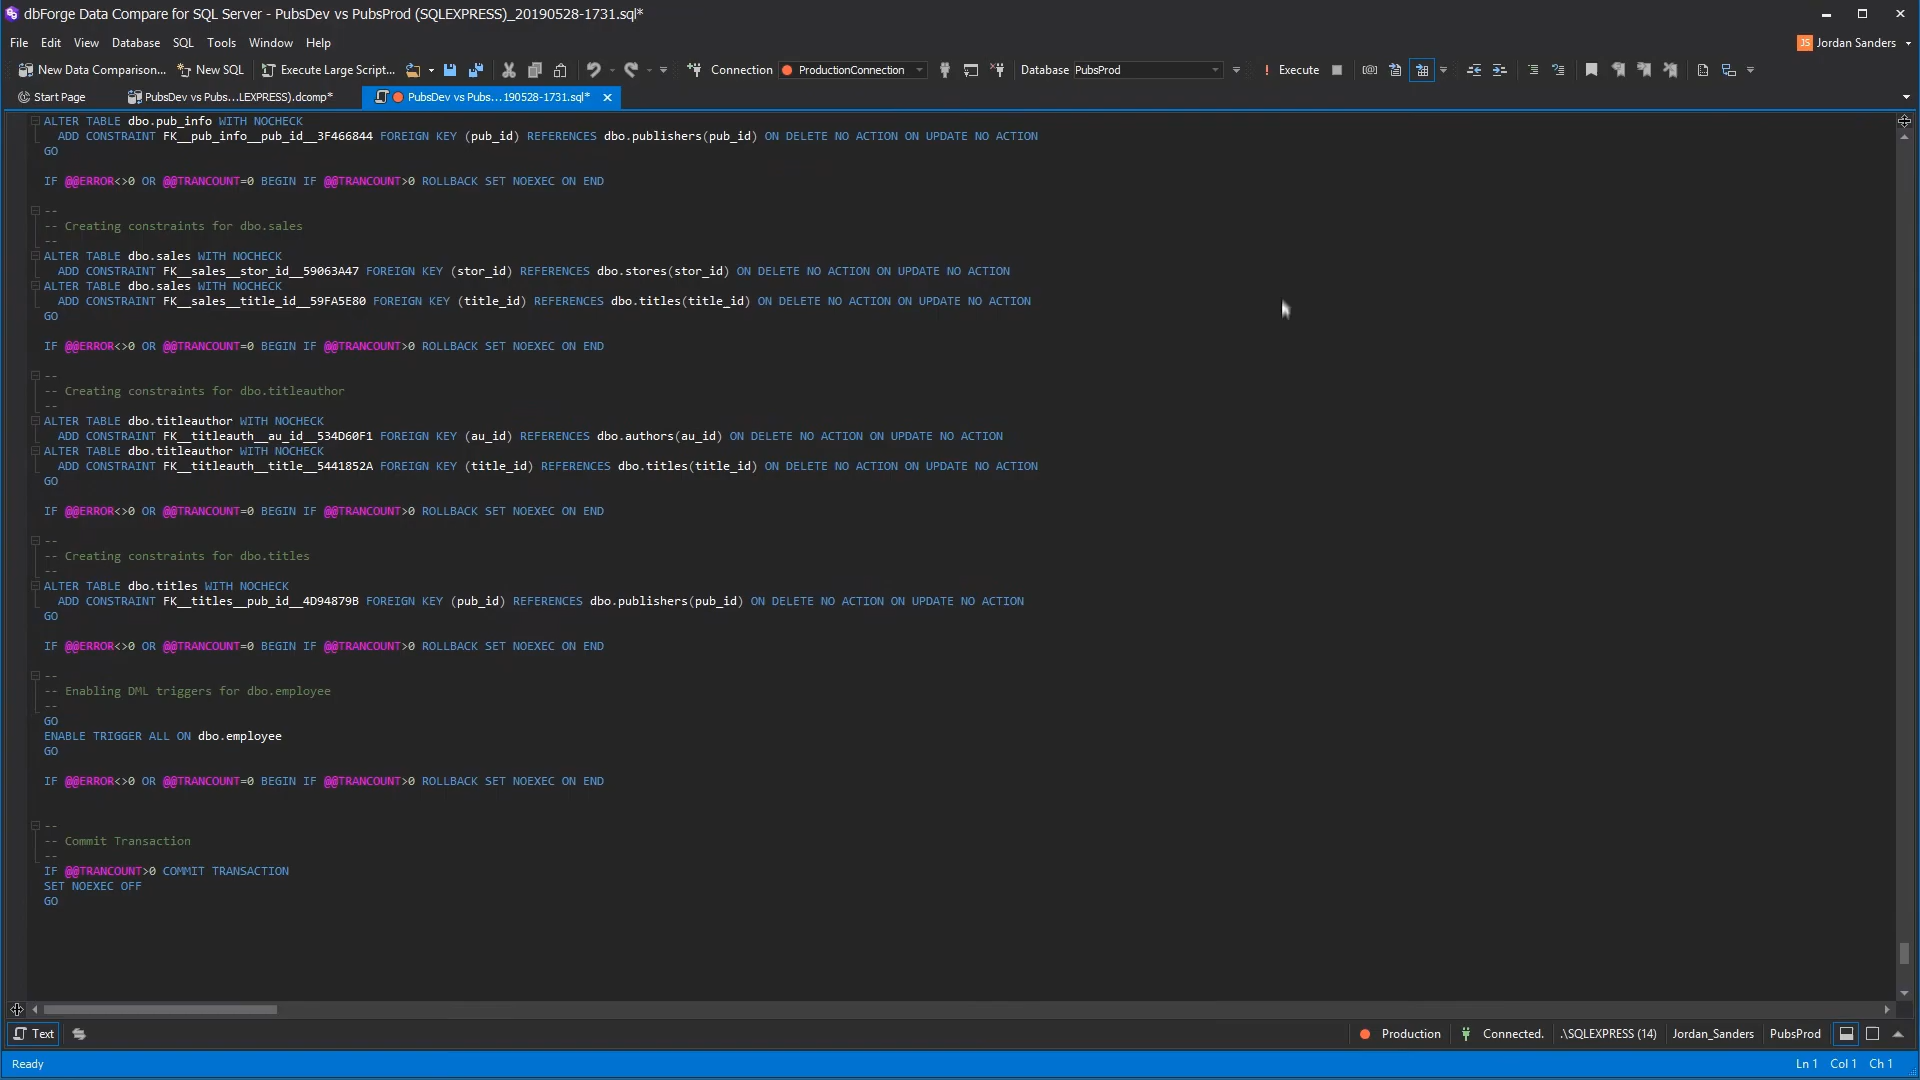 dbForge Data Compare for SQL Server - PubsDev vs PubsProd (SQLEXPRESS)_20190528-1731.sql*
File Edit View Database SQL Tools Window Help
JS Jordan Sanders
New Data Comparison... New SQL Execute Large Script... Connection ProductionConnection Database PubsProd Execute
Start Page PubsDev vs Pubs...LEXPRESS).dcomp* PubsDev vs Pubs...190528-1731.sql*
ALTER TABLE dbo.pub_info WITH NOCHECK
ADD CONSTRAINT FK__pub_info__pub_id__3F466844 FOREIGN KEY (pub_id) REFERENCES dbo.publishers(pub_id) ON DELETE NO ACTION ON UPDATE NO ACTION
GO
IF @@ERROR<>0 OR @@TRANCOUNT=0 BEGIN IF @@TRANCOUNT>0 ROLLBACK SET NOEXEC ON END
--
-- Creating constraints for dbo.sales
--
ALTER TABLE dbo.sales WITH NOCHECK
ADD CONSTRAINT FK__sales__stor_id__59063A47 FOREIGN KEY (stor_id) REFERENCES dbo.stores(stor_id) ON DELETE NO ACTION ON UPDATE NO ACTION
ALTER TABLE dbo.sales WITH NOCHECK
ADD CONSTRAINT FK__sales__title_id__59FA5E80 FOREIGN KEY (title_id) REFERENCES dbo.titles(title_id) ON DELETE NO ACTION ON UPDATE NO ACTION
GO
IF @@ERROR<>0 OR @@TRANCOUNT=0 BEGIN IF @@TRANCOUNT>0 ROLLBACK SET NOEXEC ON END
--
-- Creating constraints for dbo.titleauthor
--
ALTER TABLE dbo.titleauthor WITH NOCHECK
ADD CONSTRAINT FK__titleauth__au_id__534D60F1 FOREIGN KEY (au_id) REFERENCES dbo.authors(au_id) ON DELETE NO ACTION ON UPDATE NO ACTION
ALTER TABLE dbo.titleauthor WITH NOCHECK
ADD CONSTRAINT FK__titleauth__title__5441852A FOREIGN KEY (title_id) REFERENCES dbo.titles(title_id) ON DELETE NO ACTION ON UPDATE NO ACTION
GO
IF @@ERROR<>0 OR @@TRANCOUNT=0 BEGIN IF @@TRANCOUNT>0 ROLLBACK SET NOEXEC ON END
--
-- Creating constraints for dbo.titles
--
ALTER TABLE dbo.titles WITH NOCHECK
ADD CONSTRAINT FK__titles__pub_id__4D94879B FOREIGN KEY (pub_id) REFERENCES dbo.publishers(pub_id) ON DELETE NO ACTION ON UPDATE NO ACTION
GO
IF @@ERROR<>0 OR @@TRANCOUNT=0 BEGIN IF @@TRANCOUNT>0 ROLLBACK SET NOEXEC ON END
--
-- Enabling DML triggers for dbo.employee
--
GO
ENABLE TRIGGER ALL ON dbo.employee
GO
IF @@ERROR<>0 OR @@TRANCOUNT=0 BEGIN IF @@TRANCOUNT>0 ROLLBACK SET NOEXEC ON END
--
-- Commit Transaction
--
IF @@TRANCOUNT>0 COMMIT TRANSACTION
SET NOEXEC OFF
GO
Text Production Connected. .\SQLEXPRESS (14) Jordan_Sanders PubsProd
Ready Ln 1 Col 1 Ch 1